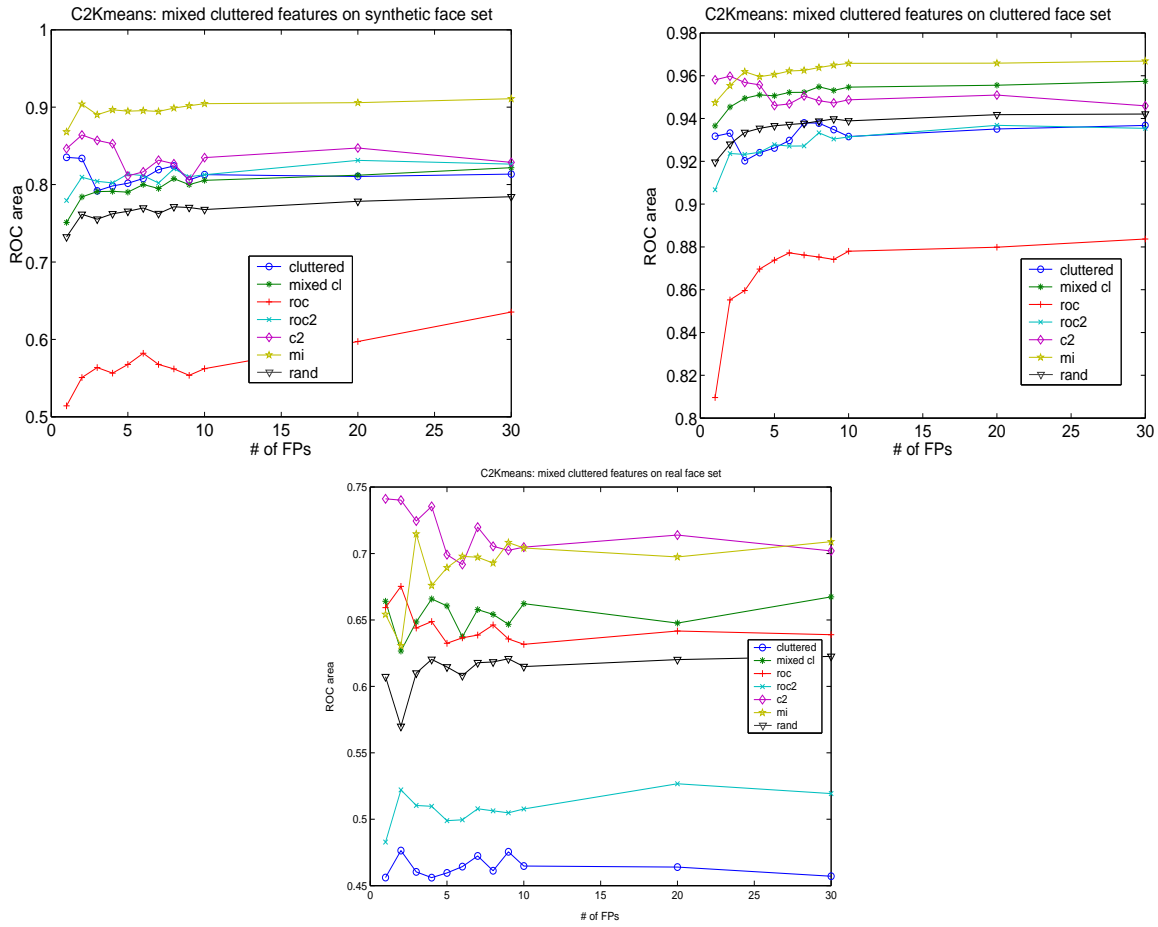 C2Kmeans: mixed cluttered features on synthetic face set
1
0.9
0.8
0.7
0.6
0.5
ROC area
0 5 10 15 20 25 30
# of FPs
cluttered
mixed cl
roc
roc2
c2
mi
rand
C2Kmeans: mixed cluttered features on cluttered face set
0.98
0.96
0.94
0.92
0.9
0.88
0.86
0.84
0.82
0.8
ROC area
0 5 10 15 20 25 30
# of FPs
cluttered
mixed cl
roc
roc2
c2
mi
rand
C2Kmeans: mixed cluttered features on real face set
0.75
0.7
0.65
0.6
0.55
0.5
0.45
ROC area
0 5 10 15 20 25 30
# of FPs
cluttered
mixed cl
roc
roc2
c2
mi
rand